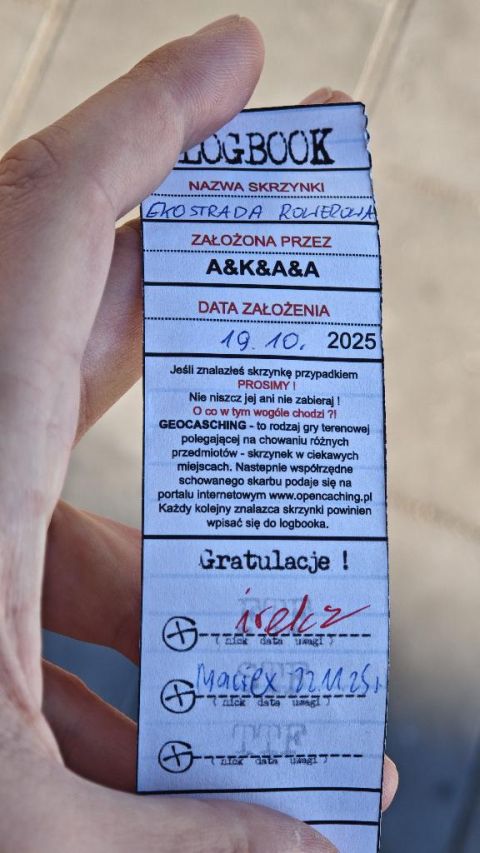 LOGBOOK
NAZWA SKRZYNKI
EKOSTRADA ROWEROWA
ZAŁOŻONA PRZEZ
A&K&A&A
DATA ZAŁOŻENIA
19.10. 2025
Jeśli znalazłeś skrzynkę przypadkiem
PROSIMY !
Nie niszcz jej ani nie zabieraj !
O co w tym wogóle chodzi ?!
GEOCASCHING - to rodzaj gry terenowej
polegającej na chowaniu różnych
przedmiotów - skrzynek w ciekawych
miejscach. Nastepnie współrzędne
schowanego skarbu podaje się na
portalu internetowym www.opencaching.pl
Każdy kolejny znalazca skrzynki powinien
wpisać się do logbooka.
Gratulacje !
FTF
irekz
( nick data uwagi )
STF
Maciex 22.11.25r
( nick data uwagi )
TTF
( nick data uwagi )